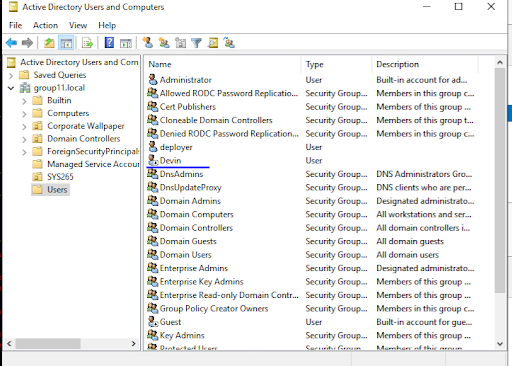 Active Directory Users and Computers
File Action View Help
Active Directory Users and Com
Saved Queries
group11.local
Builtin
Computers
Corporate Wallpaper
Domain Controllers
ForeignSecurityPrincipals
Managed Service Accour
SYS265
Users
Name Type Description
Administrator User Built-in account for ad...
Allowed RODC Password Replication... Security Group... Members in this group c...
Cert Publishers Security Group... Members of this group ...
Cloneable Domain Controllers Security Group... Members of this group t...
Denied RODC Password Replication... Security Group... Members in this group c...
deployer User
Devin User
DnsAdmins Security Group... DNS Administrators Gro...
DnsUpdateProxy Security Group... DNS clients who are per...
Domain Admins Security Group... Designated administrato...
Domain Computers Security Group... All workstations and ser...
Domain Controllers Security Group... All domain controllers i...
Domain Guests Security Group... All domain guests
Domain Users Security Group... All domain users
Enterprise Admins Security Group... Designated administrato...
Enterprise Key Admins Security Group... Members of this group ...
Enterprise Read-only Domain Contr... Security Group... Members of this group ...
Group Policy Creator Owners Security Group... Members in this group c...
Guest User Built-in account for gue...
Key Admins Security Group... Members of this group ...
Protected Users Security Group... Members of this group